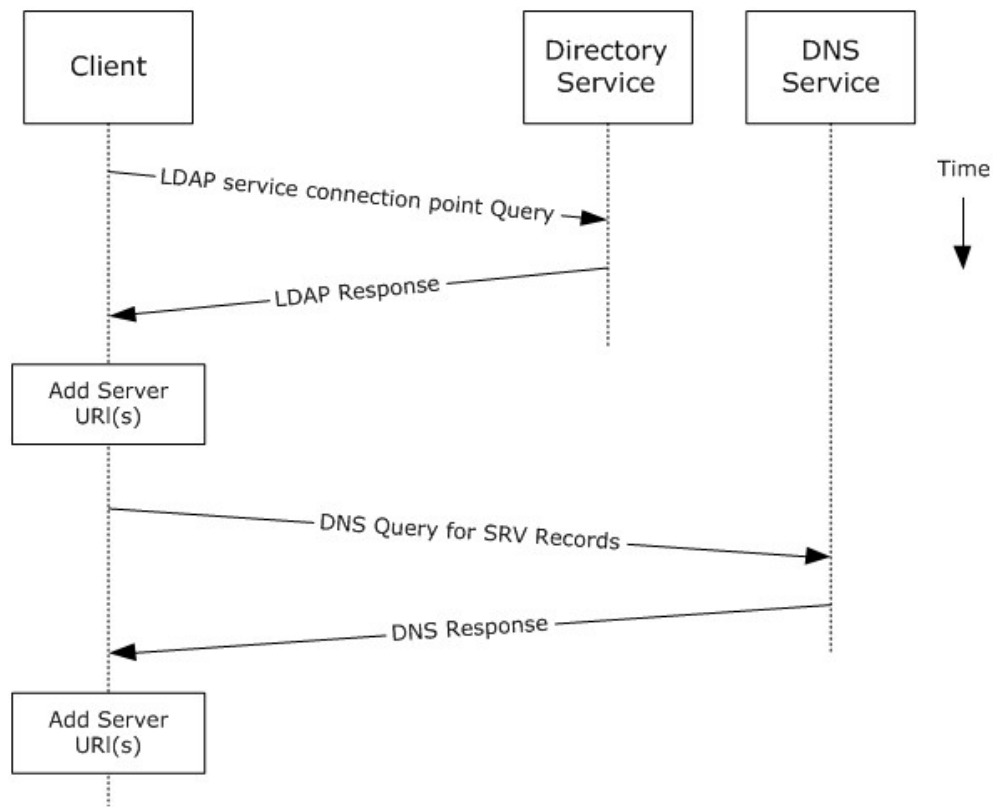 Client
Directory
Service
DNS
Service
Time
LDAP service connection point Query
LDAP Response
Add Server
URI(s)
DNS Query for SRV Records
DNS Response
Add Server
URI(s)